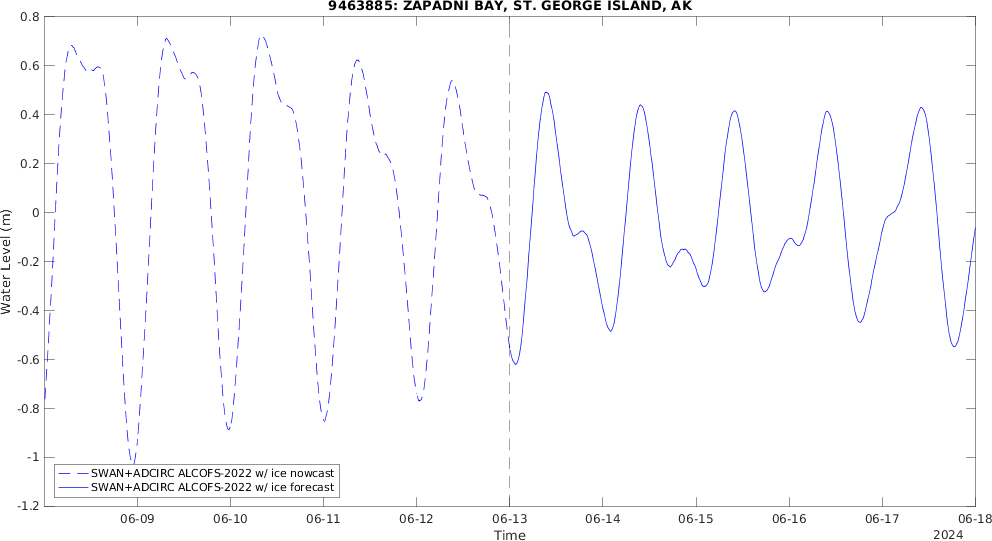 9463885: ZAPADNI BAY, ST. GEORGE ISLAND, AK
0.8
0.6
0.4
0.2
0
-0.2
-0.4
-0.6
-0.8
-1
-1.2
Water Level (m)
SWAN+ADCIRC ALCOFS-2022 w/ ice nowcast
SWAN+ADCIRC ALCOFS-2022 w/ ice forecast
06-09 06-10 06-11 06-12 06-13 06-14 06-15 06-16 06-17 06-18
Time
2024